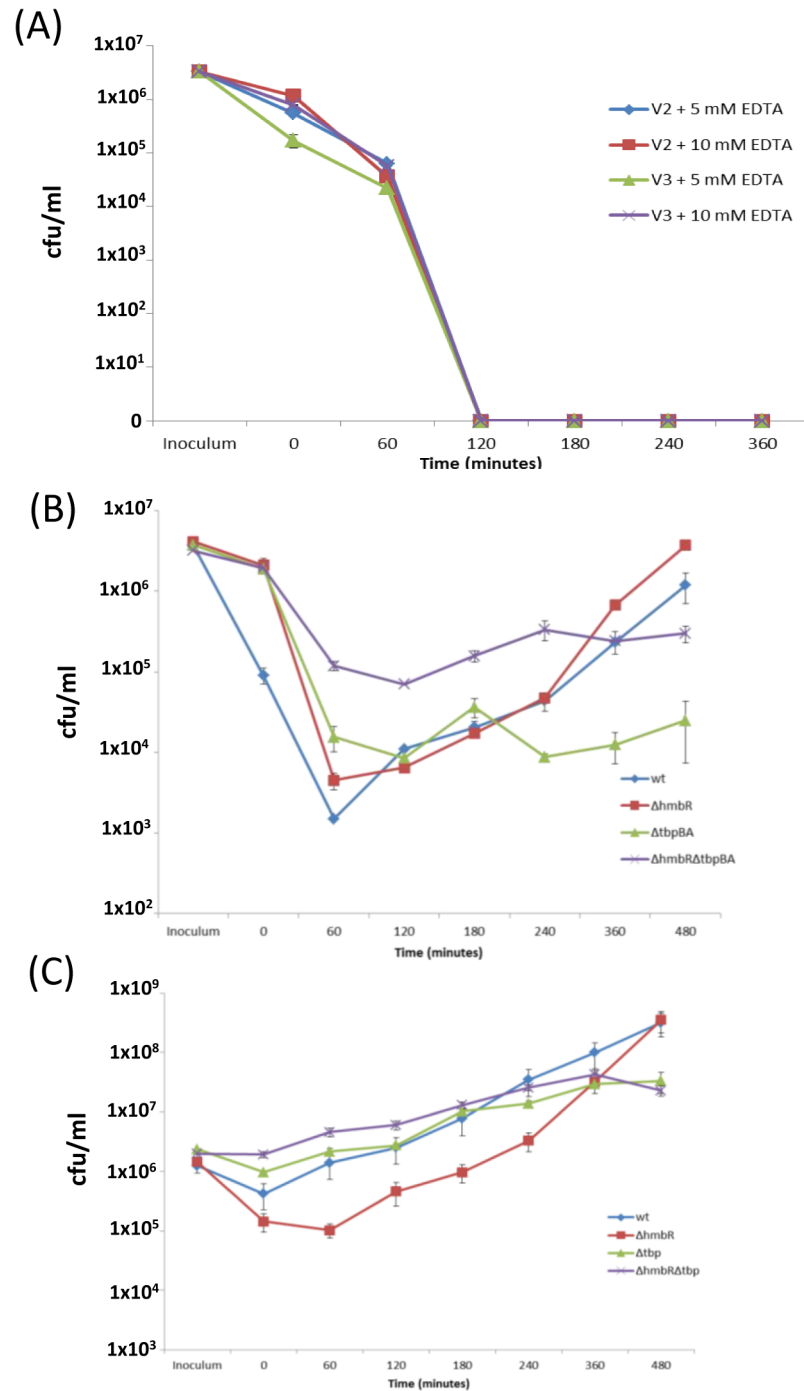 (A)
1x10⁷
1x10⁶
1x10⁵
1x10⁴
1x10³
1x10²
1x10¹
0
cfu/ml
V2 + 5 mM EDTA
V2 + 10 mM EDTA
V3 + 5 mM EDTA
V3 + 10 mM EDTA
Inoculum 0 60 120 180 240 360
Time (minutes)
(B)
1x10⁷
1x10⁶
1x10⁵
1x10⁴
1x10³
1x10²
cfu/ml
wt
ΔhmbR
ΔtbpBA
ΔhmbRΔtbpBA
Inoculum 0 60 120 180 240 360 480
Time (minutes)
(C)
1x10⁹
1x10⁸
1x10⁷
1x10⁶
1x10⁵
1x10⁴
1x10³
cfu/ml
wt
ΔhmbR
Δtbp
ΔhmbRΔtbp
Inoculum 0 60 120 180 240 360 480
Time (minutes)